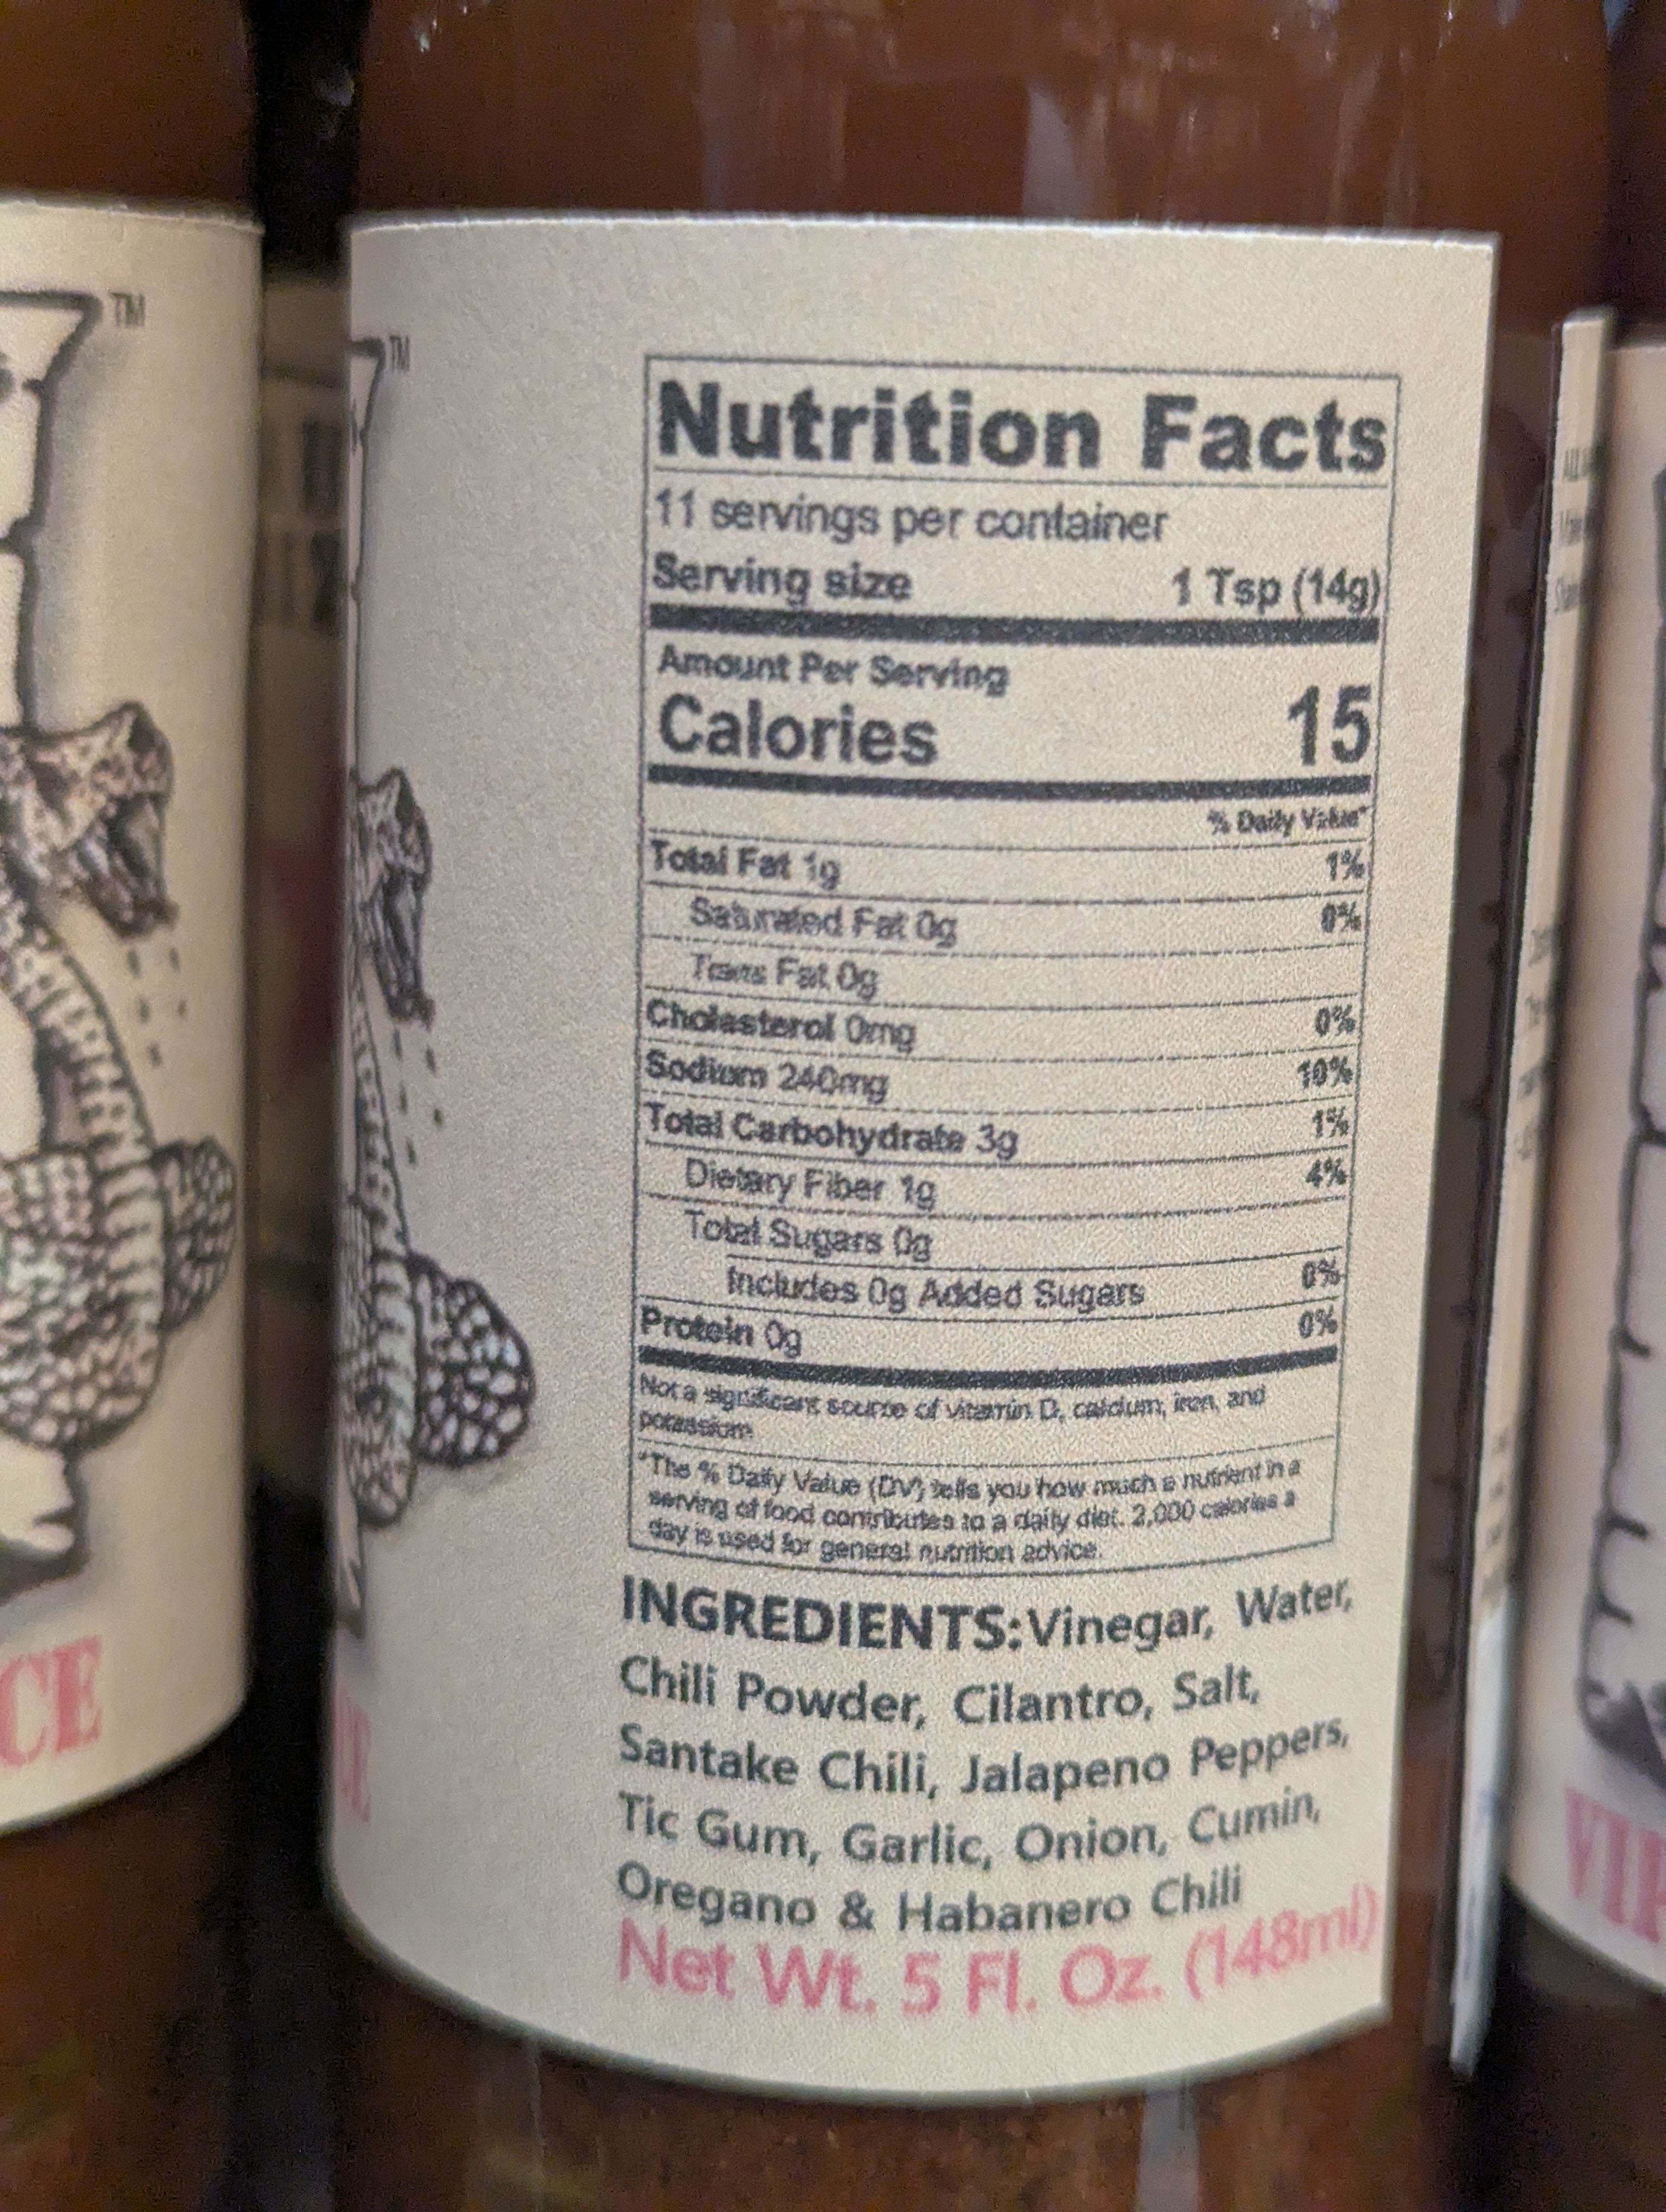 TM
TM
Nutrition Facts
11 servings per container
Serving size 1 Tsp (14g)
Amount Per Serving
Calories 15
% Daily Value*
Total Fat 1g 1%
Saturated Fat 0g 0%
Trans Fat 0g
Cholesterol 0mg 0%
Sodium 240mg 10%
Total Carbohydrate 3g 1%
Dietary Fiber 1g 4%
Total Sugars 0g
Includes 0g Added Sugars 0%
Protein 0g 0%
Not a significant source of vitamin D, calcium, iron, and
potassium
*The % Daily Value (DV) tells you how much a nutrient in a
serving of food contributes to a daily diet. 2,000 calories a
day is used for general nutrition advice.
INGREDIENTS: Vinegar, Water,
Chili Powder, Cilantro, Salt,
Santake Chili, Jalapeno Peppers,
Tic Gum, Garlic, Onion, Cumin,
Oregano & Habanero Chili
Net Wt. 5 Fl. Oz. (148ml)
CE
VIP